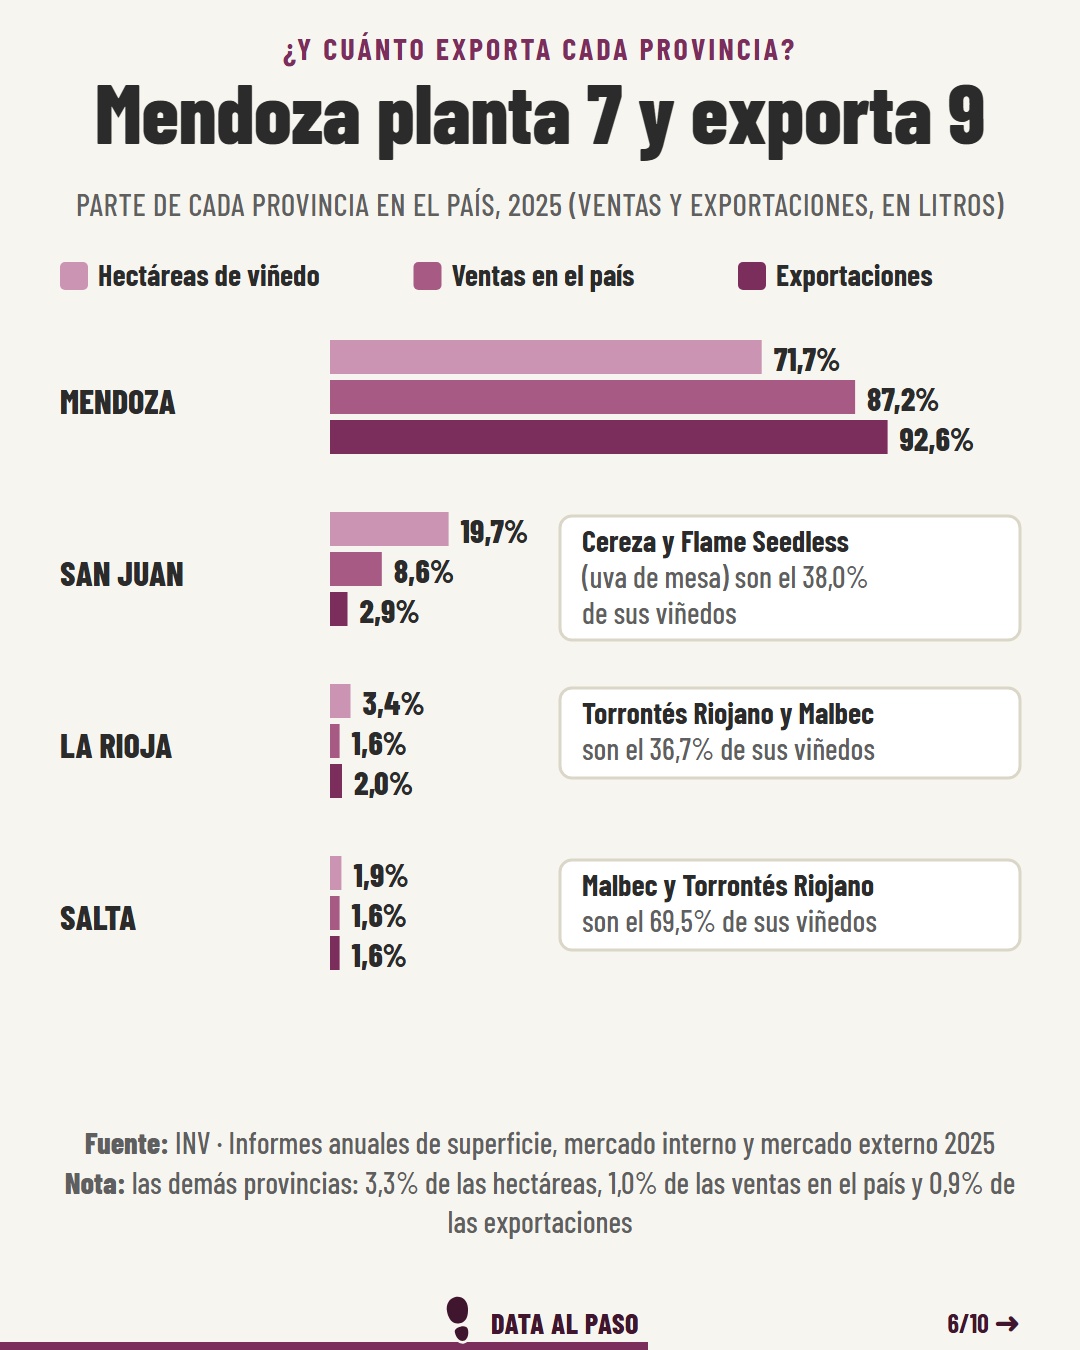 ¿Y CUÁNTO EXPORTA CADA PROVINCIA?
Mendoza planta 7 y exporta 9
PARTE DE CADA PROVINCIA EN EL PAÍS, 2025 (VENTAS Y EXPORTACIONES, EN LITROS)
Hectáreas de viñedo
Ventas en el país
Exportaciones
MENDOZA
71,7%
87,2%
92,6%
SAN JUAN
19,7%
8,6%
2,9%
Cereza y Flame Seedless
(uva de mesa) son el 38,0%
de sus viñedos
LA RIOJA
3,4%
1,6%
2,0%
Torrontés Riojano y Malbec
son el 36,7% de sus viñedos
SALTA
1,9%
1,6%
1,6%
Malbec y Torrontés Riojano
son el 69,5% de sus viñedos
Fuente: INV · Informes anuales de superficie, mercado interno y mercado externo 2025
Nota: las demás provincias: 3,3% de las hectáreas, 1,0% de las ventas en el país y 0,9% de
las exportaciones
DATA AL PASO
6/10 →